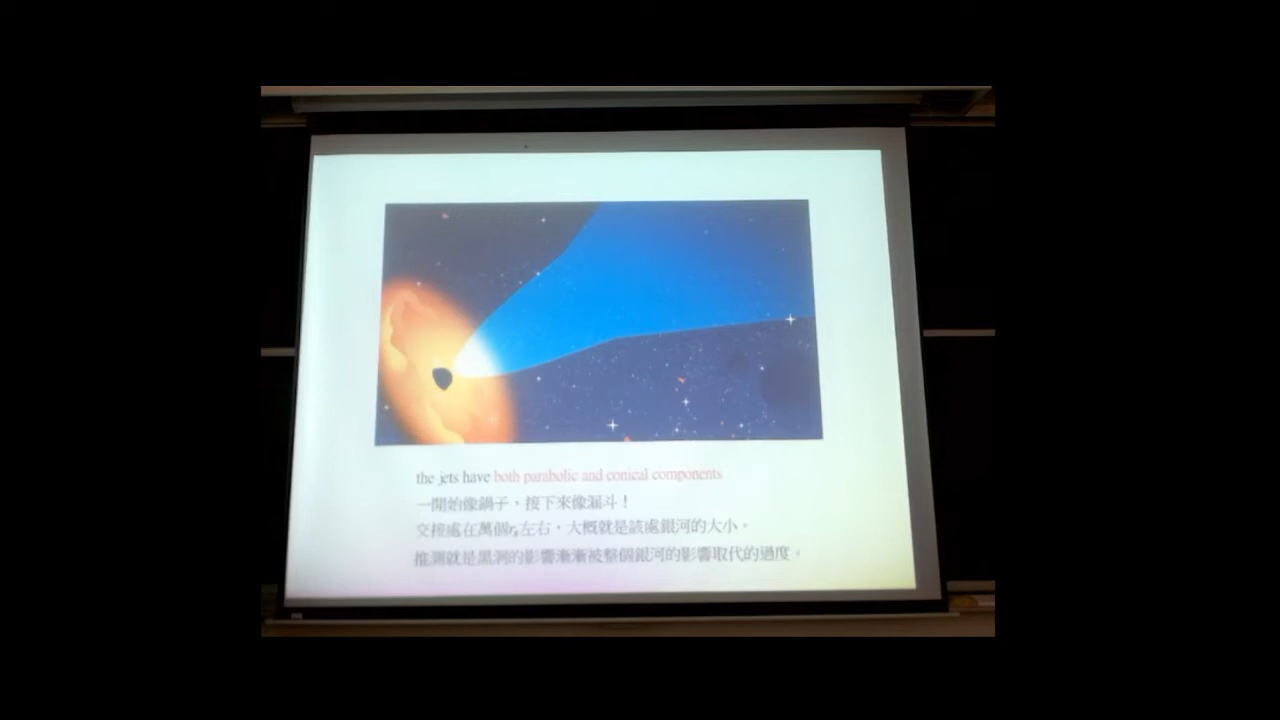 the jets have both parabolic and conical components
一開始像鍋子，接下來像漏斗！
交接處在萬個rs左右，大概就是該處銀河的大小。
推測就是黑洞的影響漸漸被整個銀河的影響取代的過度。